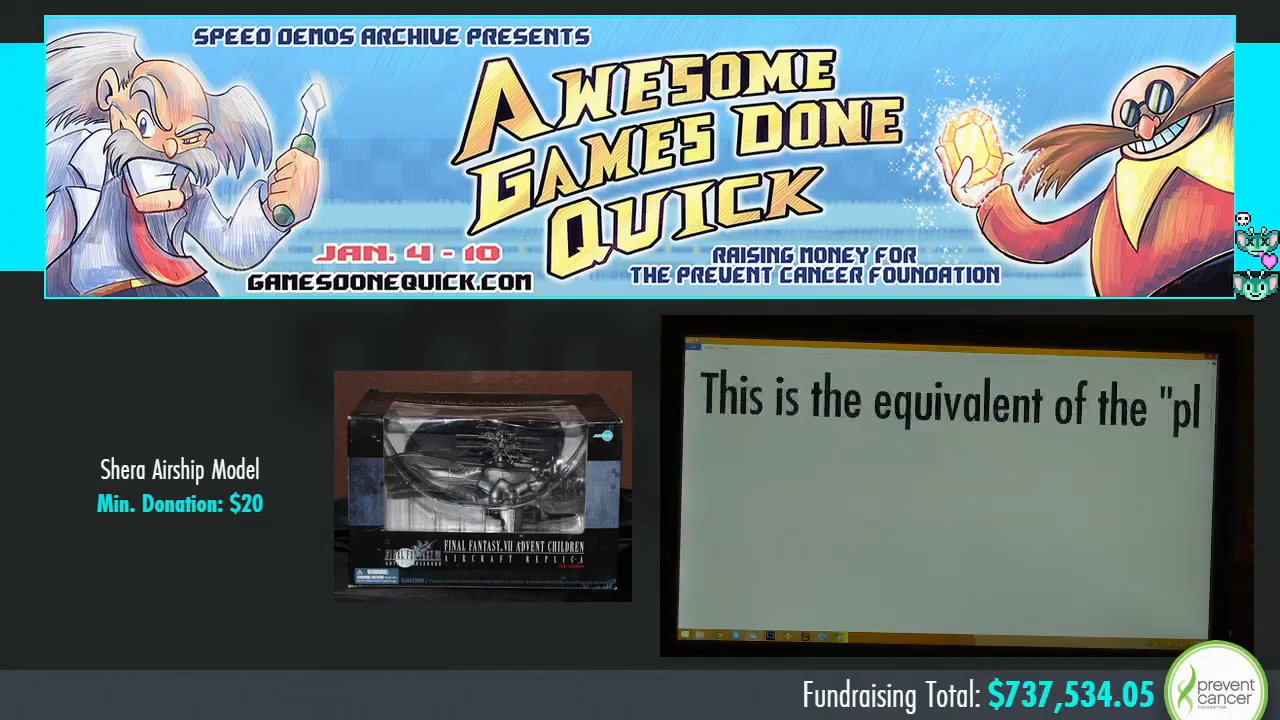 SPEED DEMOS ARCHIVE PRESENTS
AWESOME
GAMES DONE
QUICK
JAN. 4 - 10
GAMESDONEQUICK.COM
RAISING MONEY FOR
THE PREVENT CANCER FOUNDATION
Shera Airship Model
Min. Donation: $20
FINAL FANTASY VII ADVENT CHILDREN
AIRCRAFT REPLICA
WARNING:
This is the equivalent of the "pl
Fundraising Total: $737,534.05
prevent
cancer
FOUNDATION